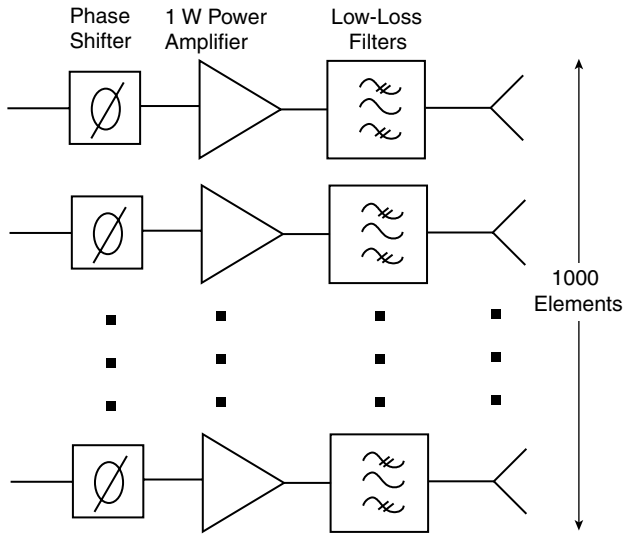 Phase
Shifter
1 W Power
Amplifier
Low-Loss
Filters
1000
Elements